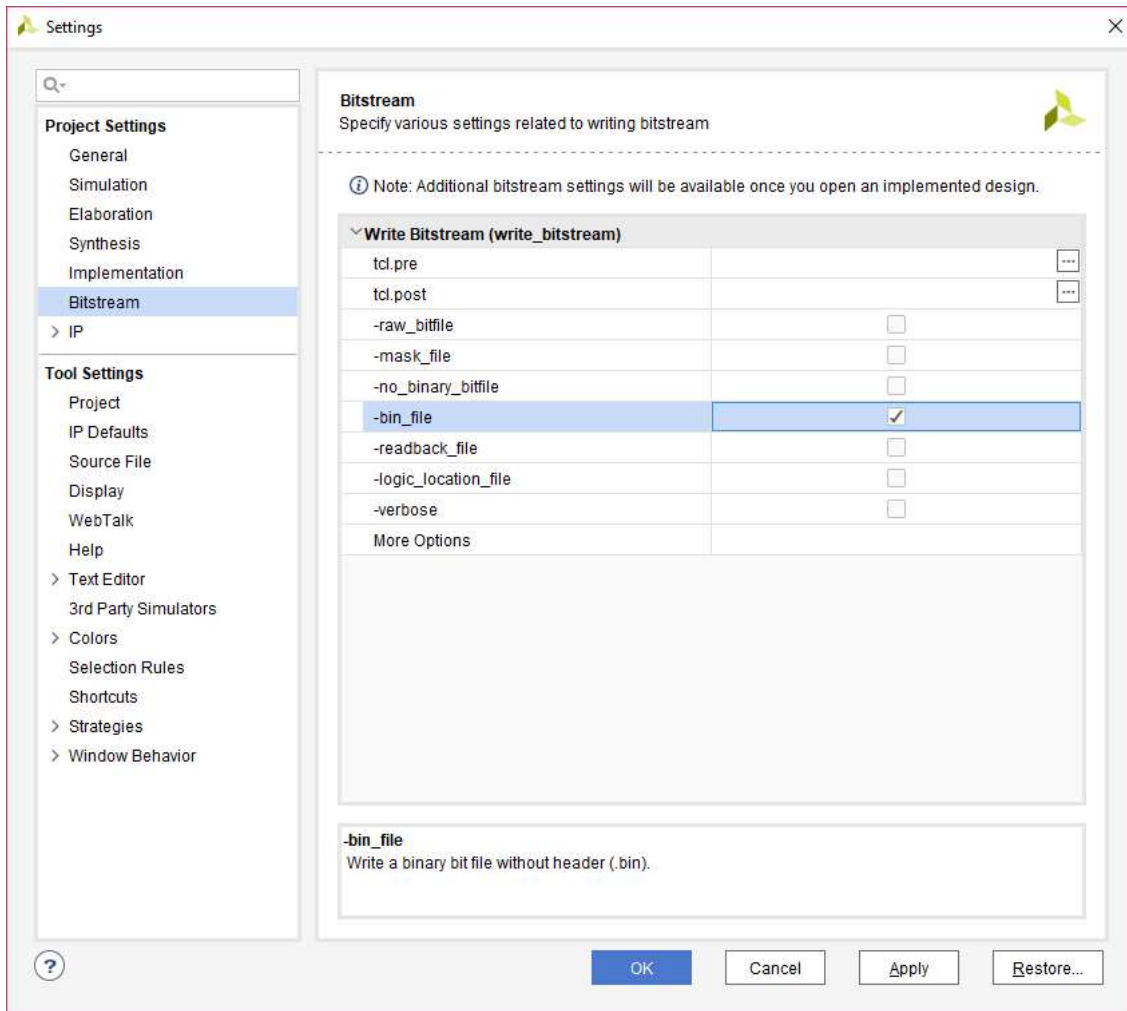 Settings
Project Settings
General
Simulation
Elaboration
Synthesis
Implementation
Bitstream
IP
Tool Settings
Project
IP Defaults
Source File
Display
WebTalk
Help
Text Editor
3rd Party Simulators
Colors
Selection Rules
Shortcuts
Strategies
Window Behavior
Bitstream
Specify various settings related to writing bitstream
Note: Additional bitstream settings will be available once you open an implemented design.
Write Bitstream (write_bitstream)
tcl.pre
...
tcl.post
...
-raw_bitfile
-mask_file
-no_binary_bitfile
-bin_file
-readback_file
-logic_location_file
-verbose
More Options
-bin_file
Write a binary bit file without header (.bin).
?
OK
Cancel
Apply
Restore...